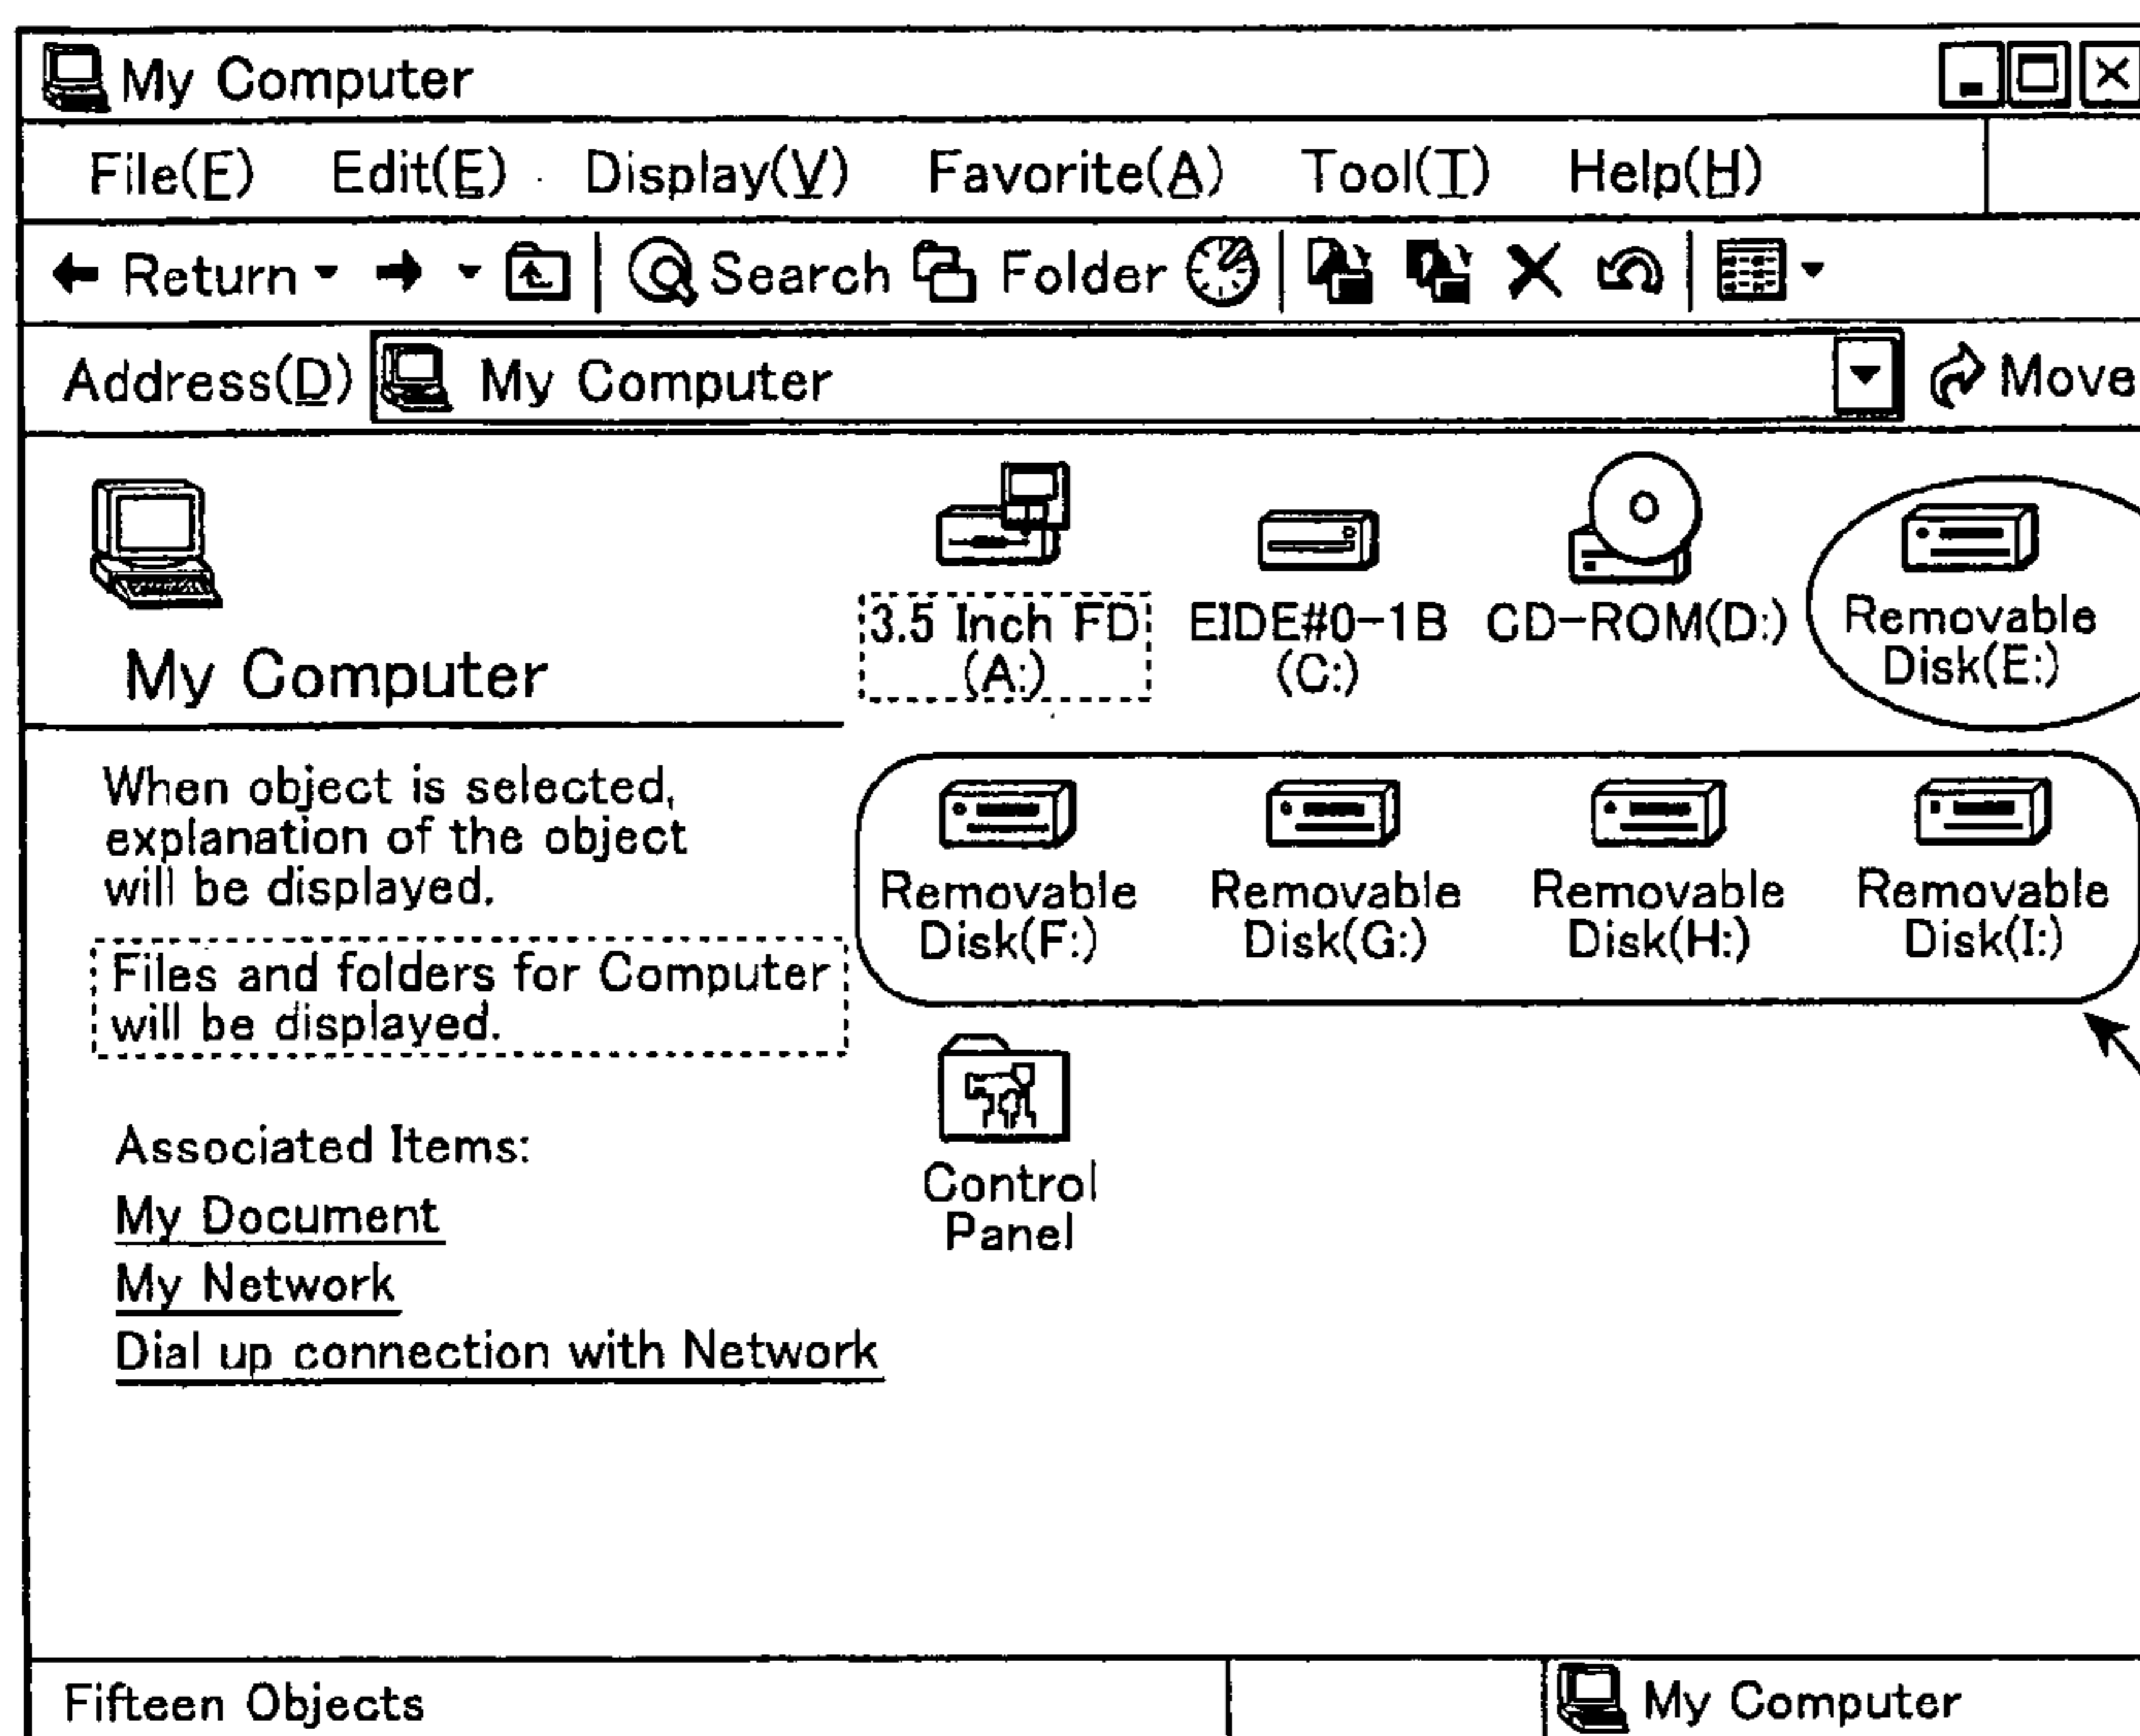 My Computer
File(F) Edit(E) Display(V) Favorite(A) Tool(T) Help(H)
Return Search Folder
Address(D) My Computer Move
My Computer
3.5 Inch FD
(A:)
EIDE#0-1B
(C:)
CD-ROM(D:)
Removable
Disk(E:)
When object is selected,
explanation of the object
will be displayed.
Files and folders for Computer
will be displayed.
Removable
Disk(F:)
Removable
Disk(G:)
Removable
Disk(H:)
Removable
Disk(I:)
Control
Panel
Associated Items:
My Document
My Network
Dial up connection with Network
Fifteen Objects
My Computer